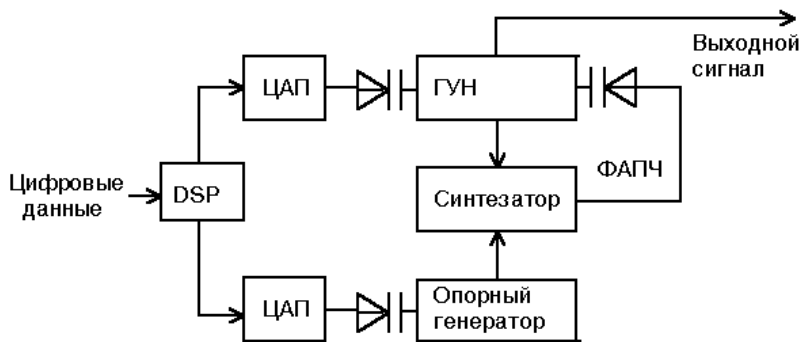 Выходной
сигнал
ЦАП
ГУН
ФАПЧ
Цифровые
данные
DSP
Синтезатор
ЦАП
Опорный
генератор